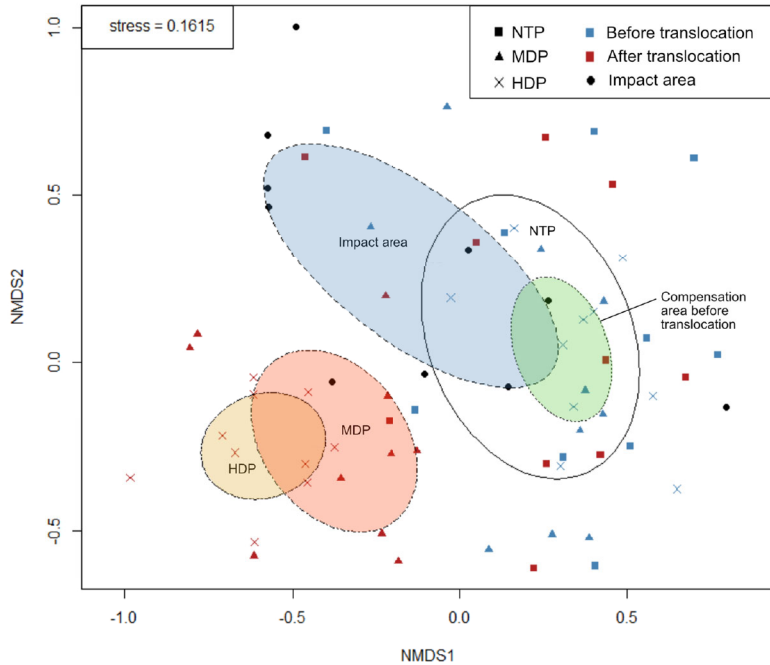 stress = 0.1615
NTP
Before translocation
MDP
After translocation
HDP
Impact area
1.0
0.5
0.0
-0.5
NMDS2
Impact area
NTP
Compensation
area before
translocation
MDP
HDP
-1.0
-0.5
0.0
0.5
NMDS1